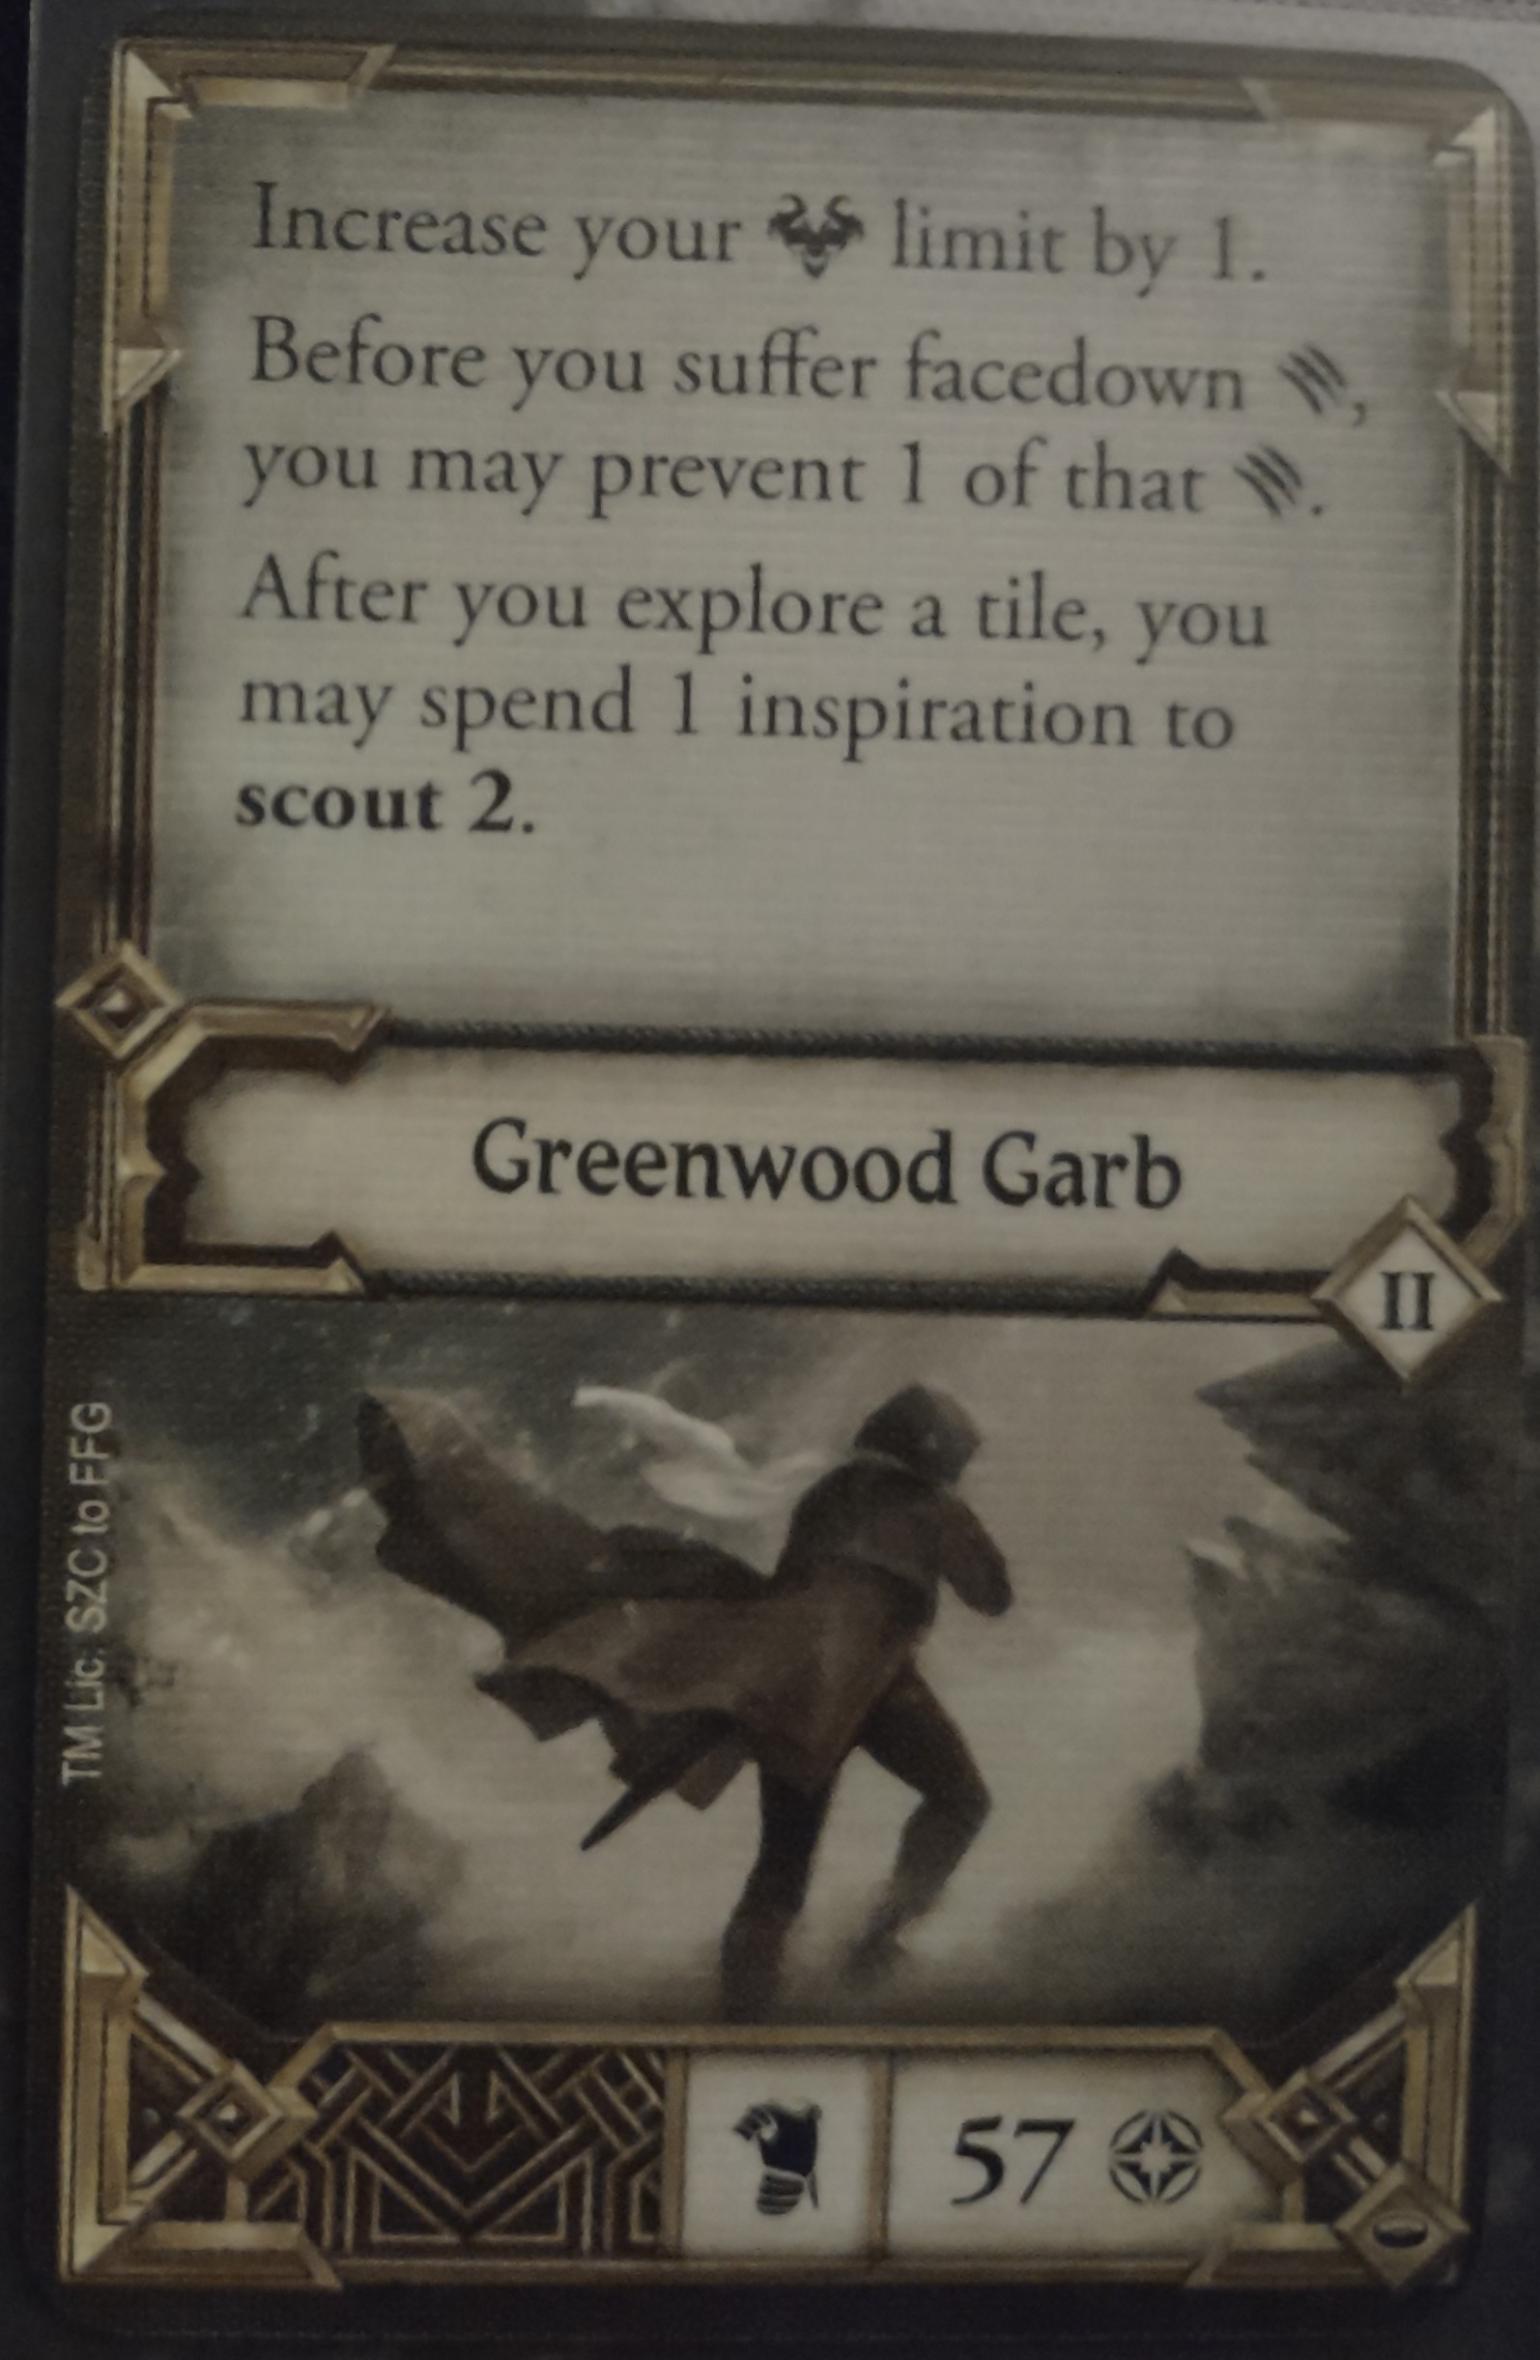 Increase your limit by 1.
Before you suffer facedown ,
you may prevent 1 of that .
After you explore a tile, you
may spend 1 inspiration to
scout 2.
Greenwood Garb
II
TM Lic. SZC to FFG
57